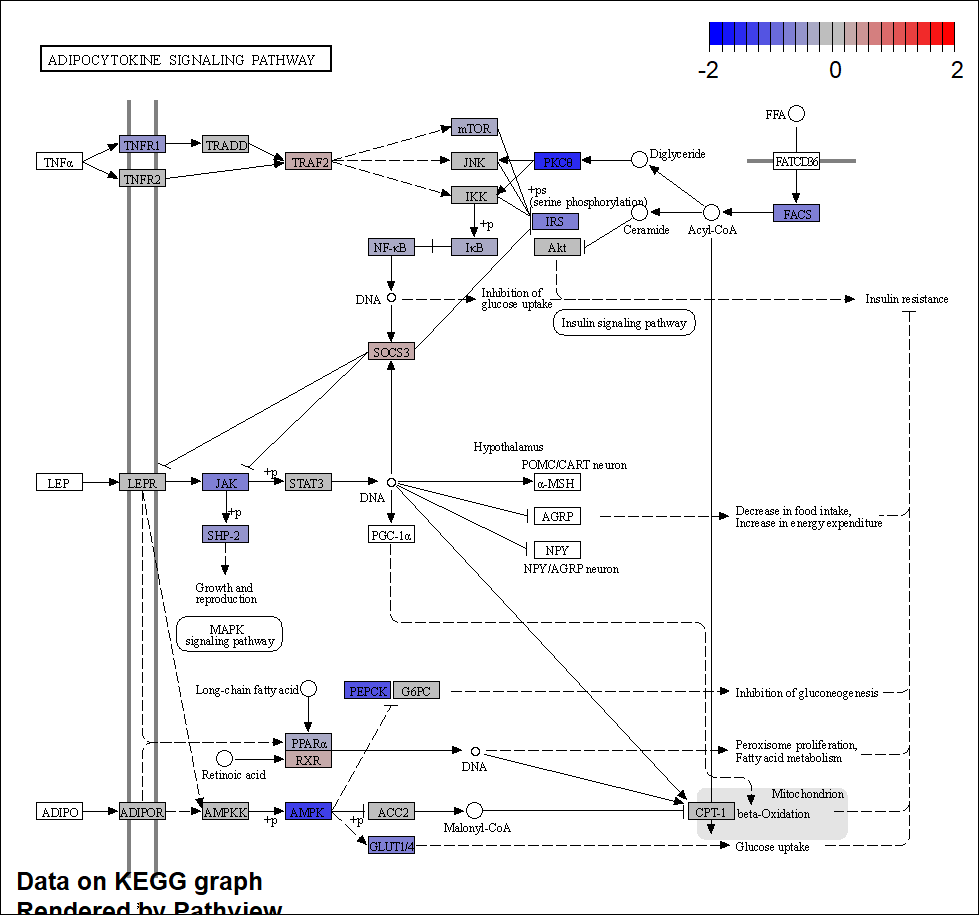 ADIPOCYTOKINE SIGNALING PATHWAY
-2 0 2
FFA
TNFα
TNFR1
TRADD
TNFR2
TRAF2
mTOR
JNK
IKK
PKCθ
Diglyceride
FATCD36
+ps
(serine phosphorylation)
+p
IRS
Ceramide
Acyl-CoA
FACS
NF-κB
IκB
Akt
DNA
Inhibition of
glucose uptake
Insulin resistance
Insulin signaling pathway
SOCS3
Hypothalamus
POMC/CART neuron
LEP
LEPR
JAK
+p
STAT3
DNA
α-MSH
+p
AGRP
Decrease in food intake,
Increase in energy expenditure
SHP-2
PGC-1α
NPY
NPY/AGRP neuron
Growth and
reproduction
MAPK
signaling pathway
Long-chain fatty acid
PEPCK
G6PC
Inhibition of gluconeogenesis
PPARα
RXR
Retinoic acid
DNA
Peroxisome proliferation,
Fatty acid metabolism
Mitochondrion
ADIPO
ADIPOR
AMPKK
+p
AMPK
+p
ACC2
Malonyl-CoA
CPT-1
beta-Oxidation
GLUT1/4
Glucose uptake
Data on KEGG graph
Rendered by Pathview